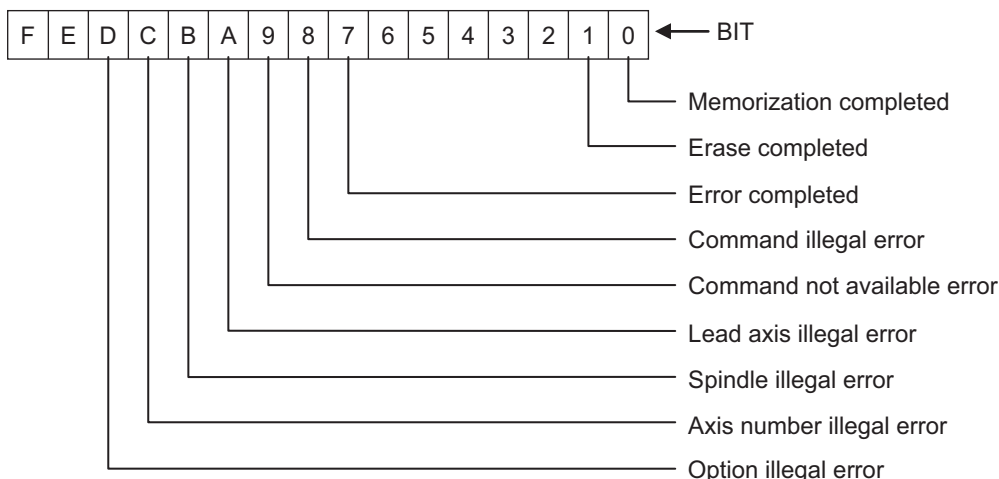 F E D C B A 9 8 7 6 5 4 3 2 1 0 BIT
Memorization completed
Erase completed
Error completed
Command illegal error
Command not available error
Lead axis illegal error
Spindle illegal error
Axis number illegal error
Option illegal error